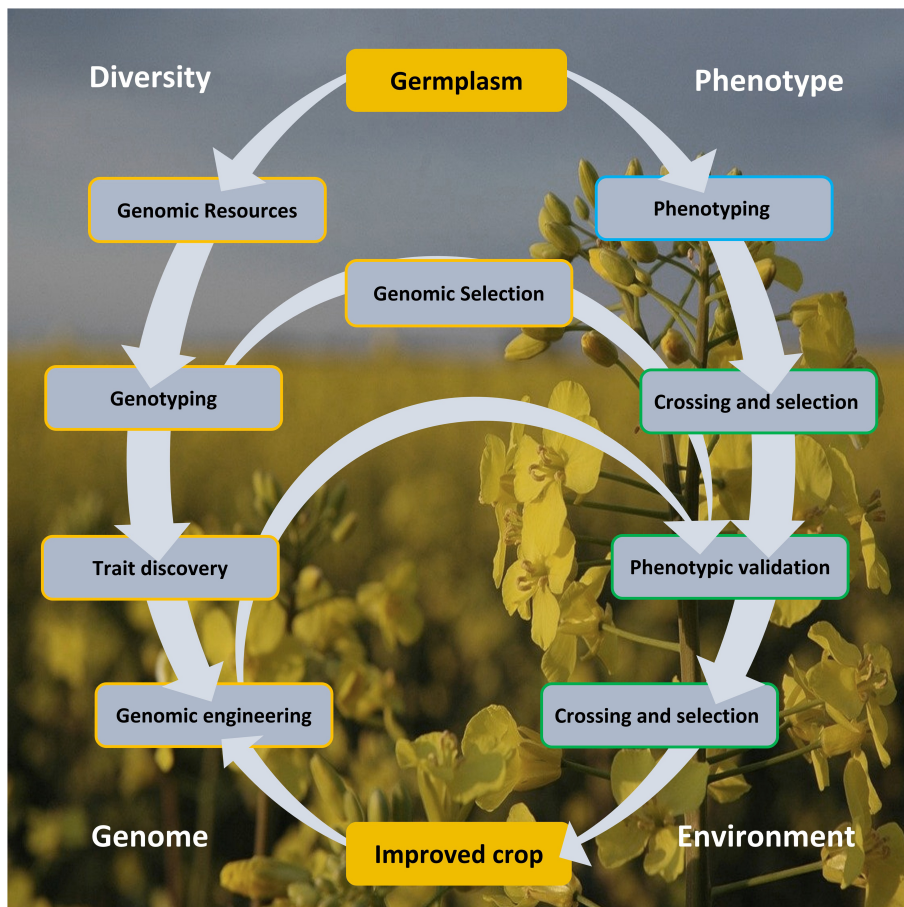 Diversity
Germplasm
Phenotype
Genomic Resources
Phenotyping
Genomic Selection
Genotyping
Crossing and selection
Trait discovery
Phenotypic validation
Genomic engineering
Crossing and selection
Genome
Environment
Improved crop